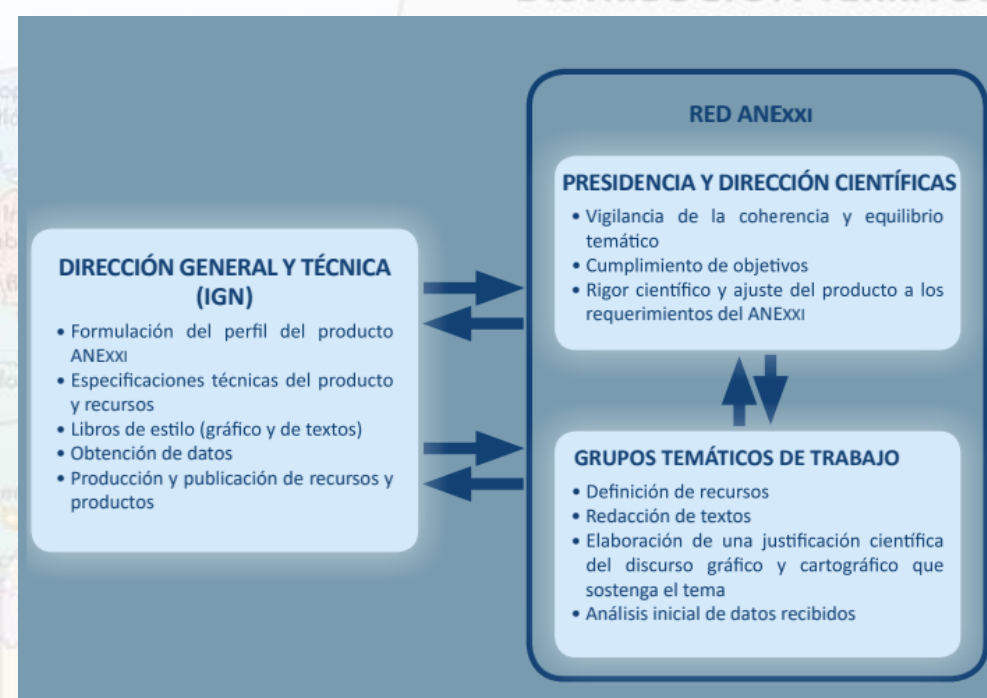 RED ANEXXI
PRESIDENCIA Y DIRECCIÓN CIENTÍFICAS
• Vigilancia de la coherencia y equilibrio
temático
• Cumplimiento de objetivos
• Rigor científico y ajuste del producto a los
requerimientos del ANEXXI
DIRECCIÓN GENERAL Y TÉCNICA
(IGN)
• Formulación del perfil del producto
ANEXXI
• Especificaciones técnicas del producto
y recursos
• Libros de estilo (gráfico y de textos)
• Obtención de datos
• Producción y publicación de recursos y
productos
GRUPOS TEMÁTICOS DE TRABAJO
• Definición de recursos
• Redacción de textos
• Elaboración de una justificación científica
del discurso gráfico y cartográfico que
sostenga el tema
• Análisis inicial de datos recibidos